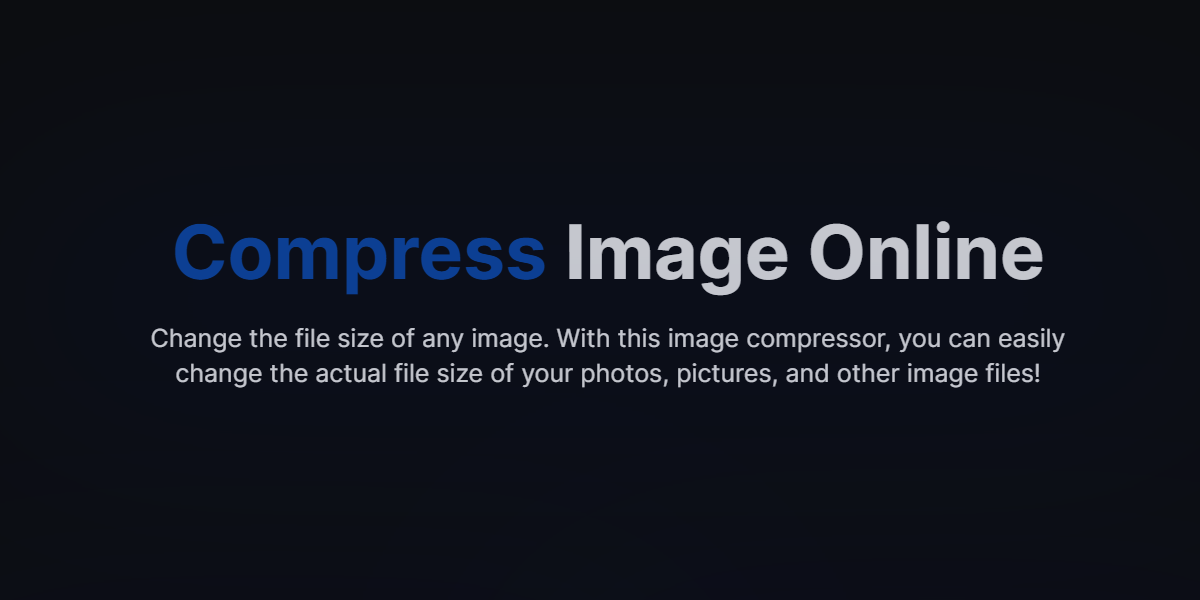 Compress Image Online
Change the file size of any image. With this image compressor, you can easily
change the actual file size of your photos, pictures, and other image files!